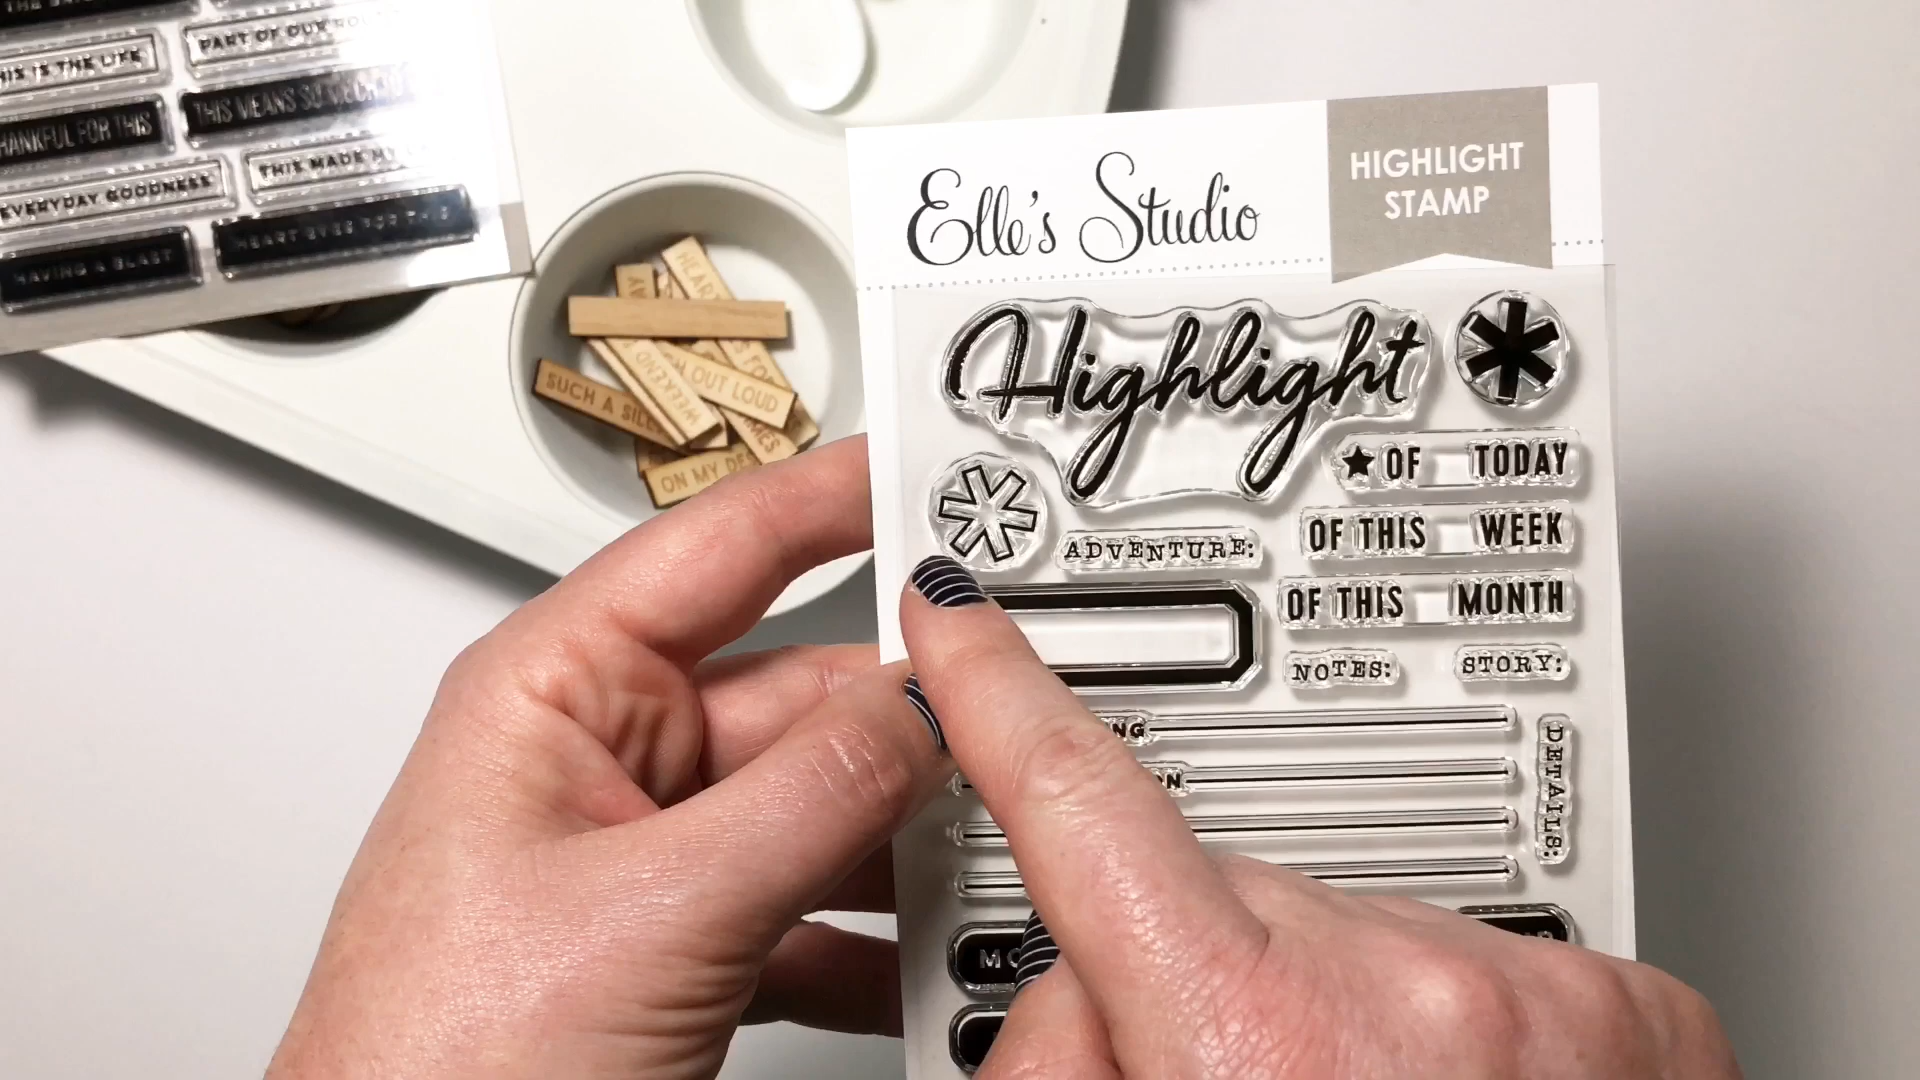 PART OF OUR
THIS IS THE LIFE
THIS MEANS SO MUCH
THANKFUL FOR THIS
THIS MADE
EVERYDAY GOODNESS
HEART EYES FOR THIS
HAVING A BLAST
HEART
OUT LOUD
WEEKEND
SUCH A
ON MY
Elle's Studio
HIGHLIGHT
STAMP
Highlight
★ OF TODAY
OF THIS WEEK
ADVENTURE:
OF THIS MONTH
NOTES: STORY:
DETAILS: